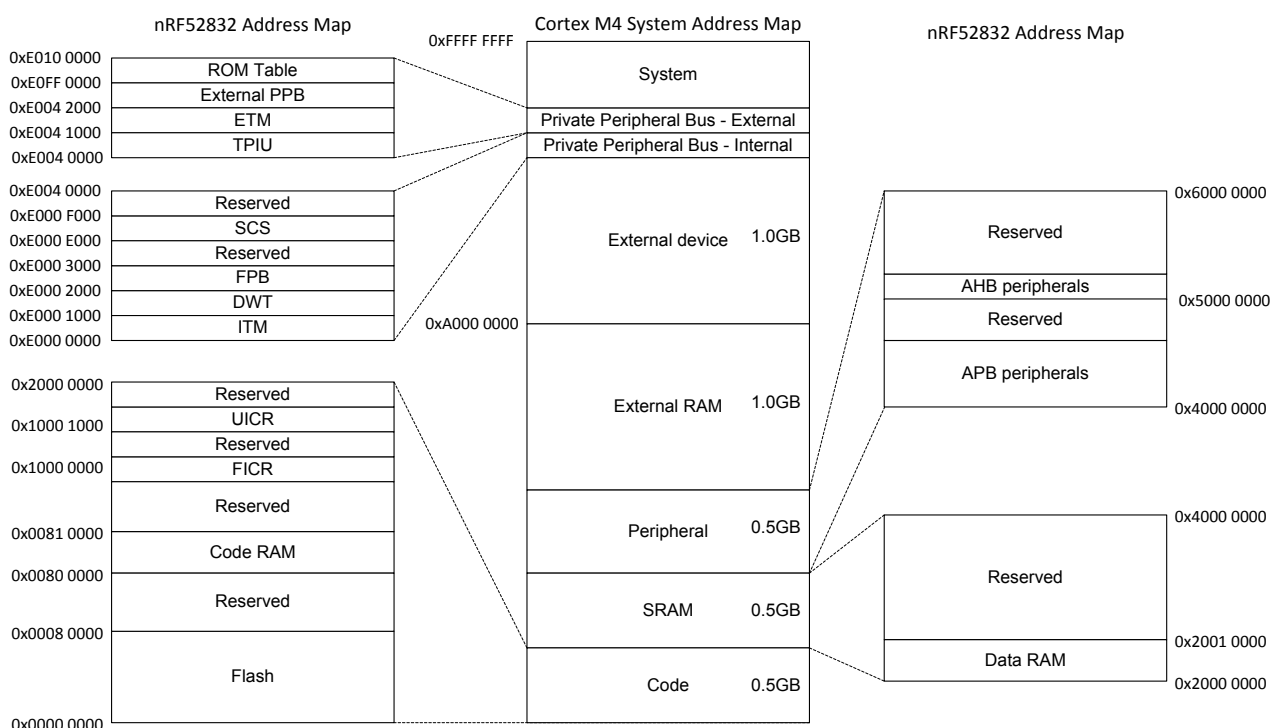 nRF52832 Address Map
0xE010 0000
ROM Table
0xE0FF 0000
External PPB
0xE004 2000
ETM
0xE004 1000
TPIU
0xE004 0000
0xE004 0000
Reserved
0xE000 F000
SCS
0xE000 E000
Reserved
0xE000 3000
FPB
0xE000 2000
DWT
0xE000 1000
ITM
0xE000 0000
0x2000 0000
Reserved
UICR
0x1000 1000
Reserved
0x1000 0000
FICR
Reserved
0x0081 0000
Code RAM
0x0080 0000
Reserved
0x0008 0000
Flash
0x0000 0000
Cortex M4 System Address Map
0xFFFF FFFF
System
Private Peripheral Bus - External
Private Peripheral Bus - Internal
External device 1.0GB
0xA000 0000
External RAM 1.0GB
Peripheral 0.5GB
SRAM 0.5GB
Code 0.5GB
nRF52832 Address Map
0x6000 0000
Reserved
AHB peripherals
0x5000 0000
Reserved
APB peripherals
0x4000 0000
0x4000 0000
Reserved
0x2001 0000
Data RAM
0x2000 0000